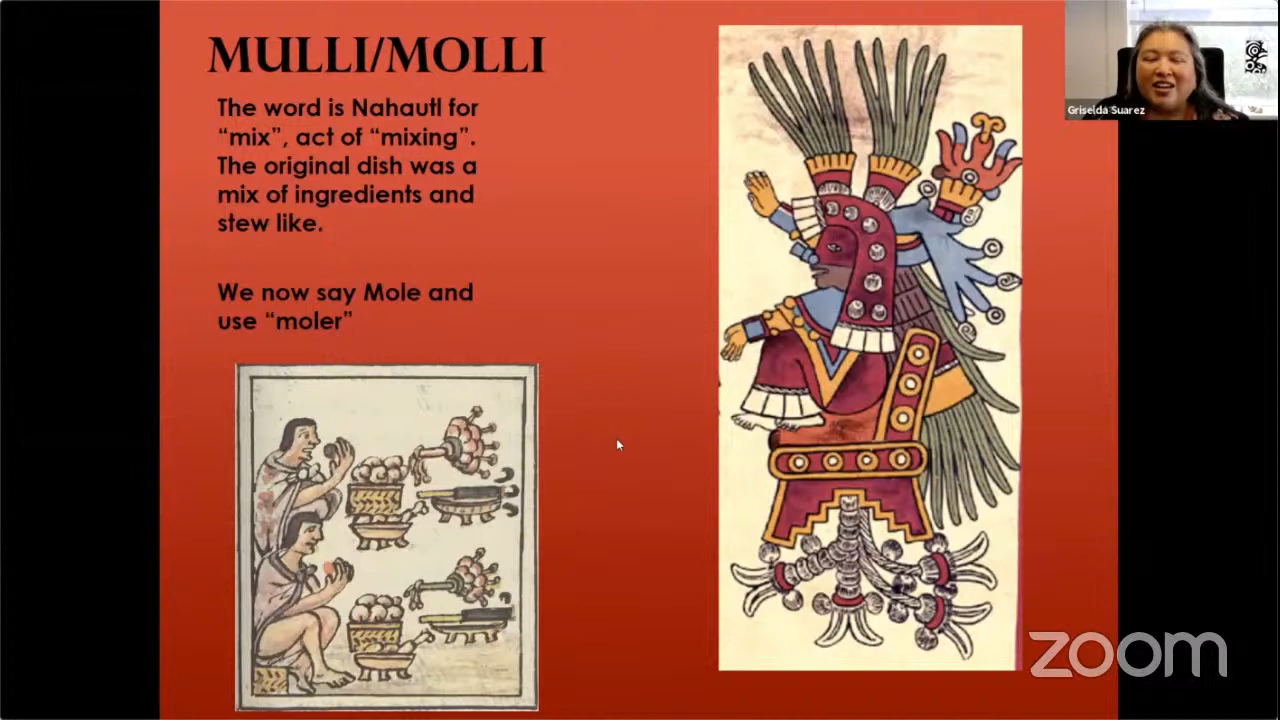 MULLI/MOLLI
The word is Nahautl for
“mix”, act of “mixing”.
The original dish was a
mix of ingredients and
stew like.
We now say Mole and
use “moler”
Griselda Suarez
zoom